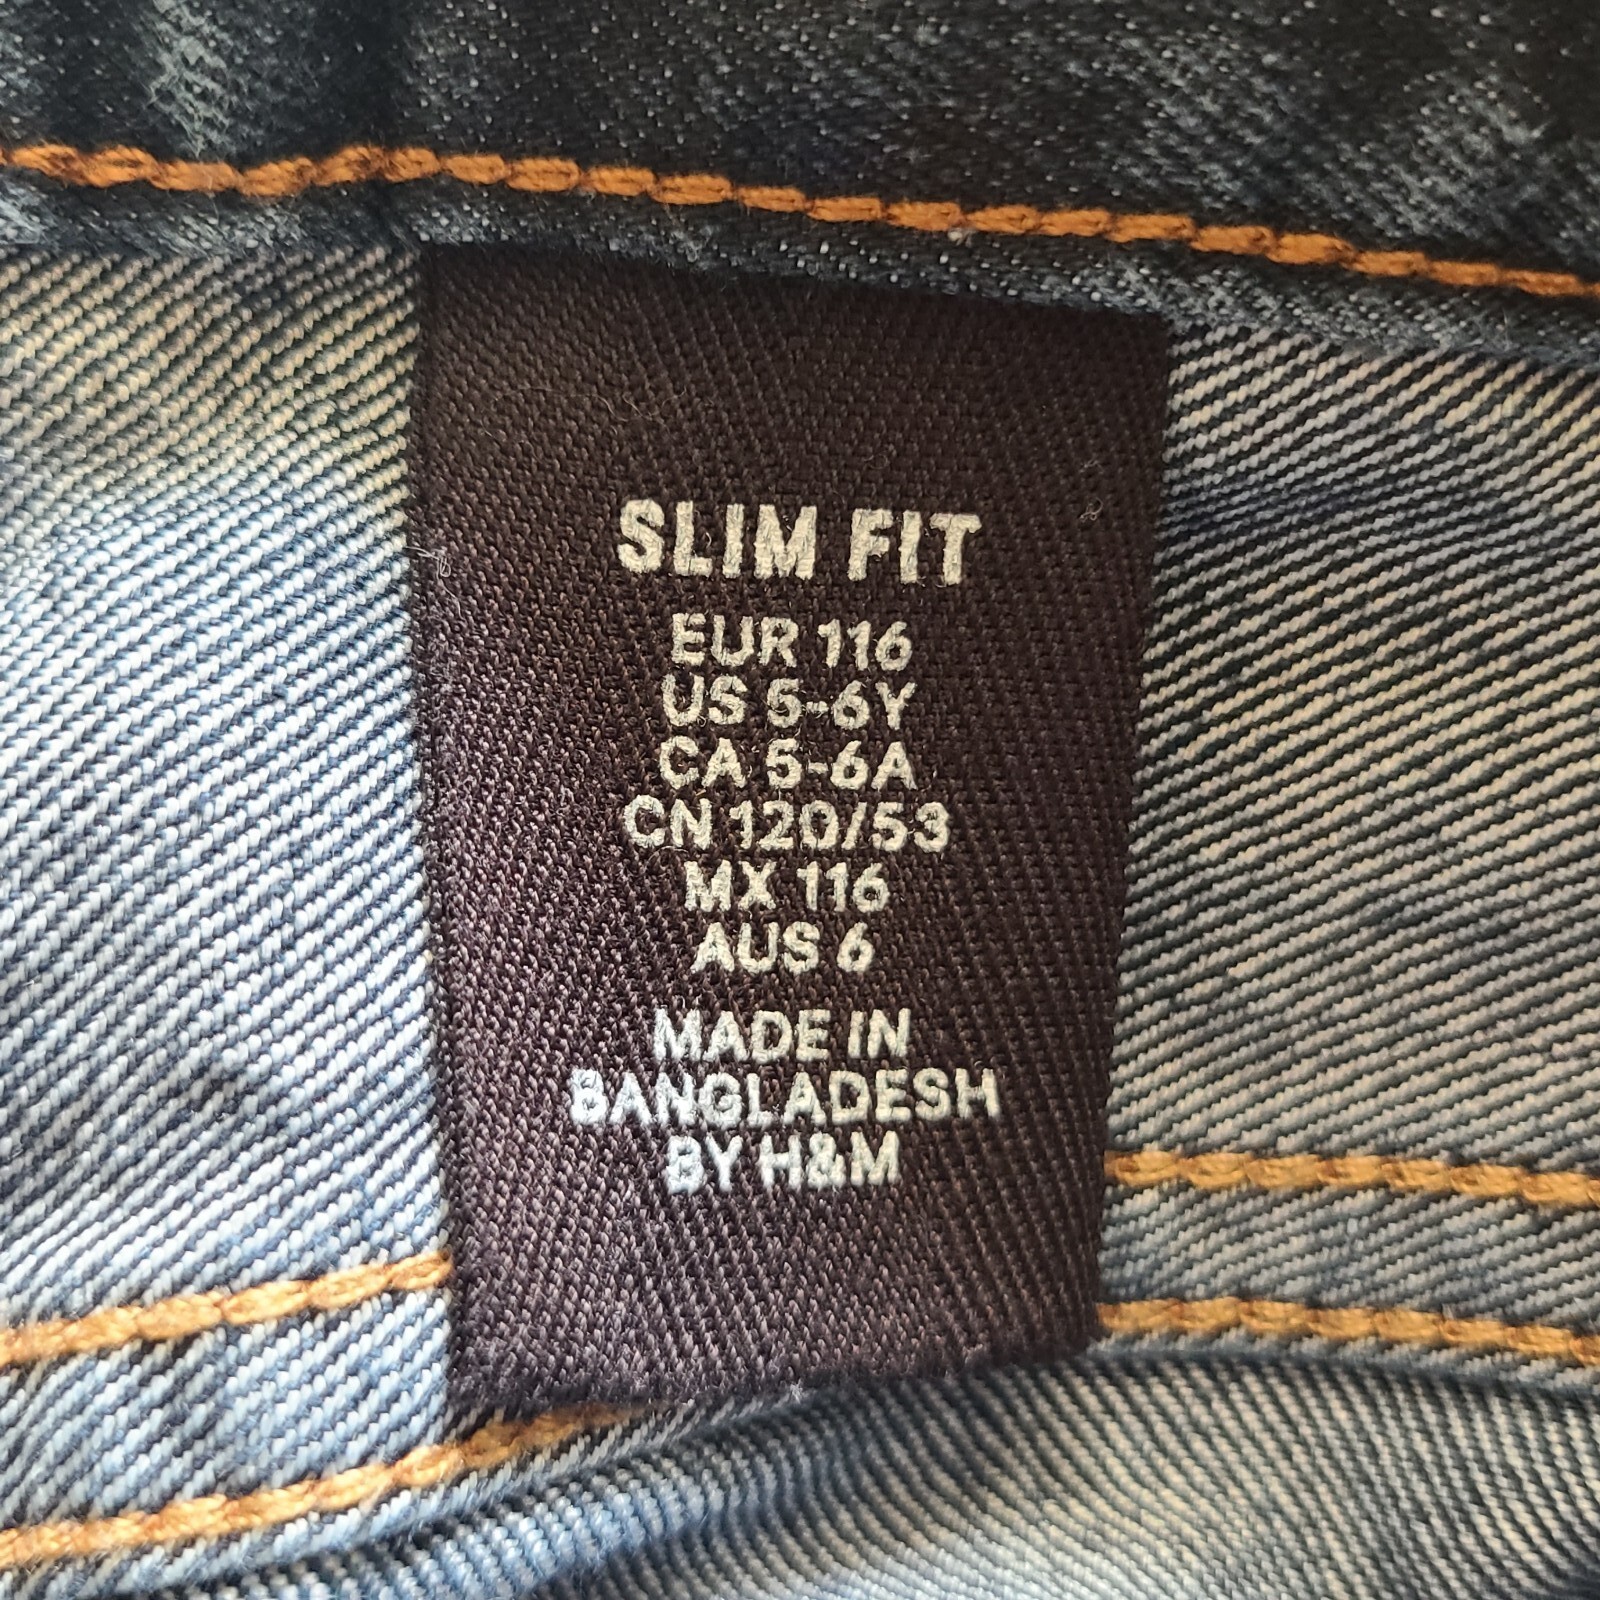 SLIM FIT
EUR 116
US 5-6Y
CA 5-6A
CN 120/53
MX 116
AUS 6
MADE IN
BANGLADESH
BY H&M